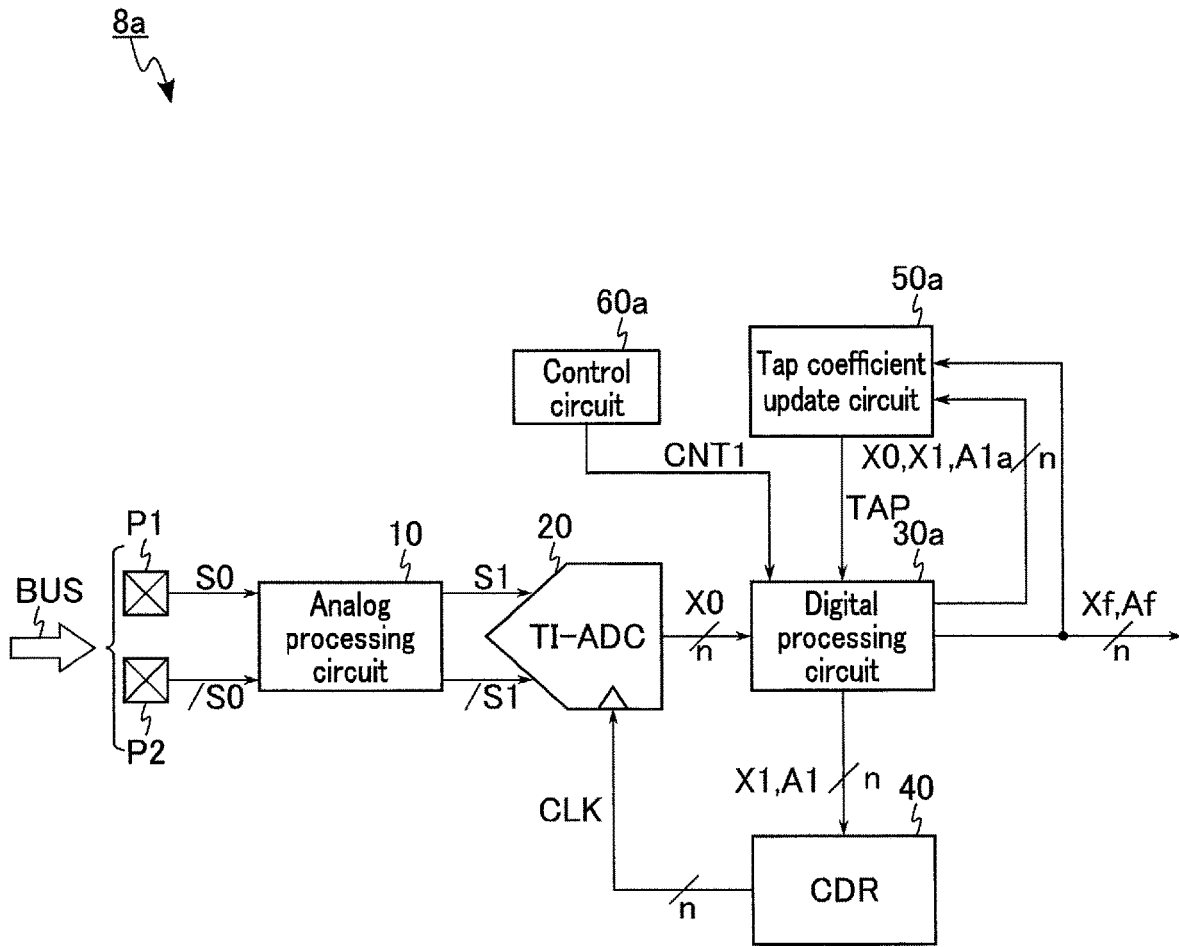 8a
50a
60a
Control
circuit
Tap coefficient
update circuit
CNT1
X0,X1,A1a
n
TAP
P1
10
20
30a
BUS
S0
S1
X0
n
Analog
processing
circuit
TI-ADC
Digital
processing
circuit
Xf,Af
n
/S0
/S1
P2
X1,A1
n
40
CLK
n
CDR